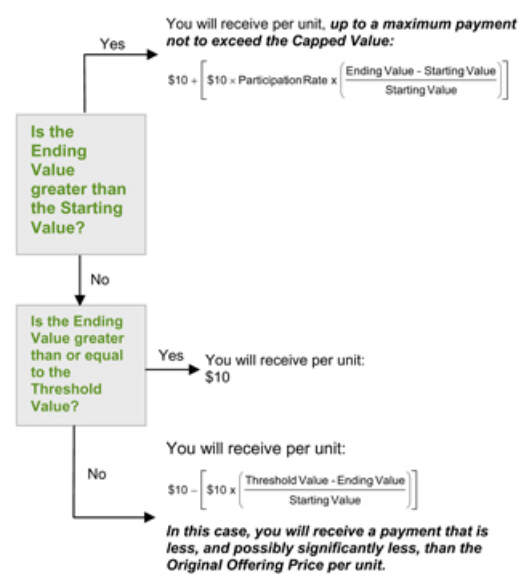 You will receive per unit, up to a maximum payment
Yes
not to exceed the Capped Value:
$10 + [$10 × Participation Rate x (Ending Value - Starting Value / Starting Value)]
Is the
Ending
Value
greater than
the Starting
Value?
No
Is the Ending
Value greater
than or equal
to the
Threshold
Value?
Yes
You will receive per unit:
$10
No
You will receive per unit:
$10 – [$10 x (Threshold Value - Ending Value / Starting Value)]
In this case, you will receive a payment that is
less, and possibly significantly less, than the
Original Offering Price per unit.